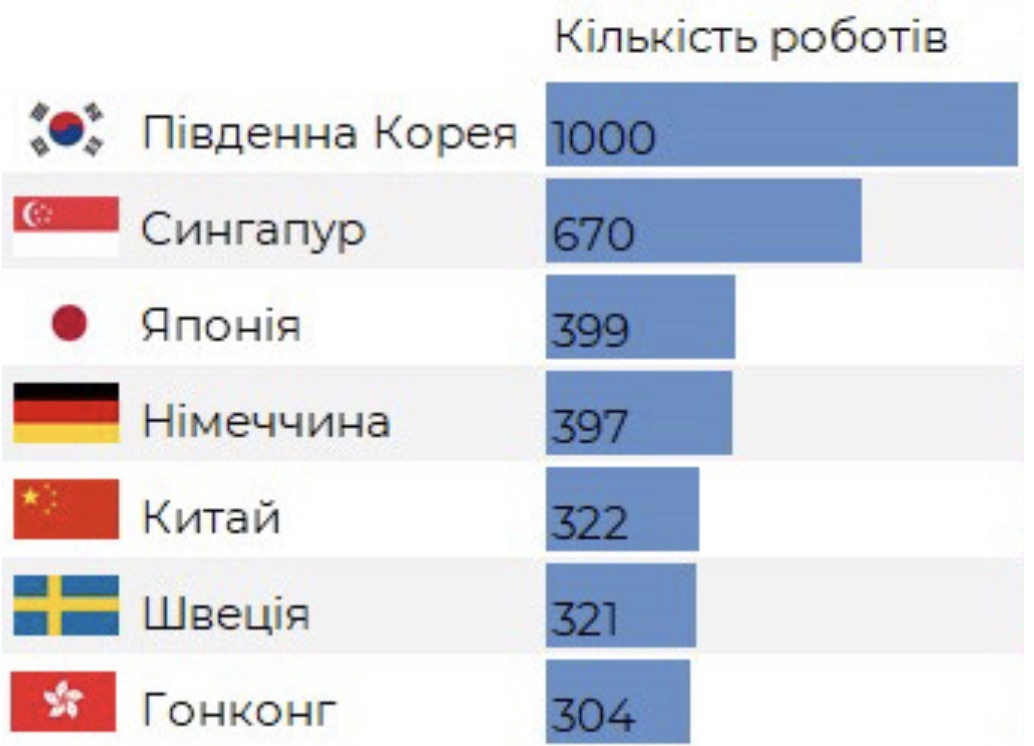 Кількість роботів
Південна Корея 1000
Сингапур 670
Японія 399
Німеччина 397
Китай 322
Швеція 321
Гонконг 304